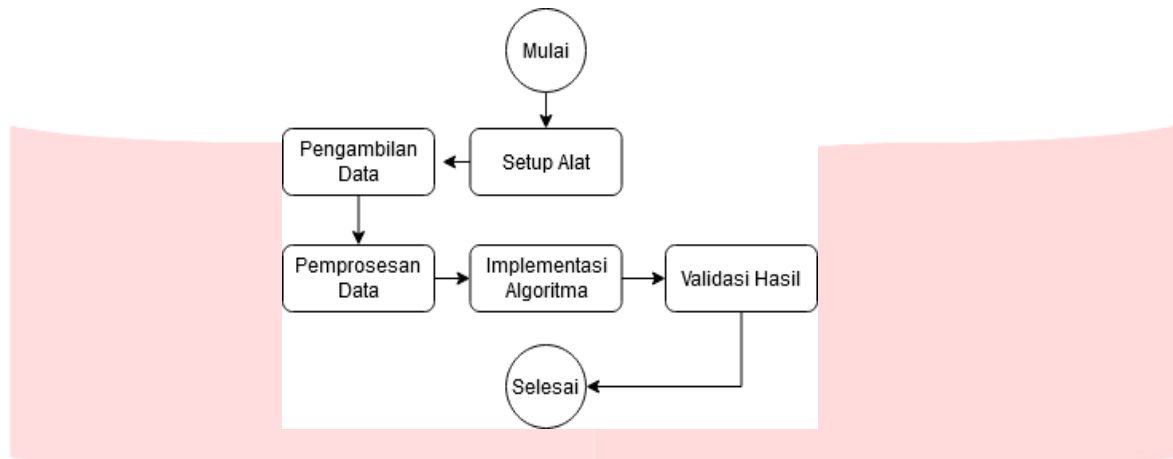 Mulai
Setup Alat
Pengambilan
Data
Pemprosesan
Data
Implementasi
Algoritma
Validasi Hasil
Selesai